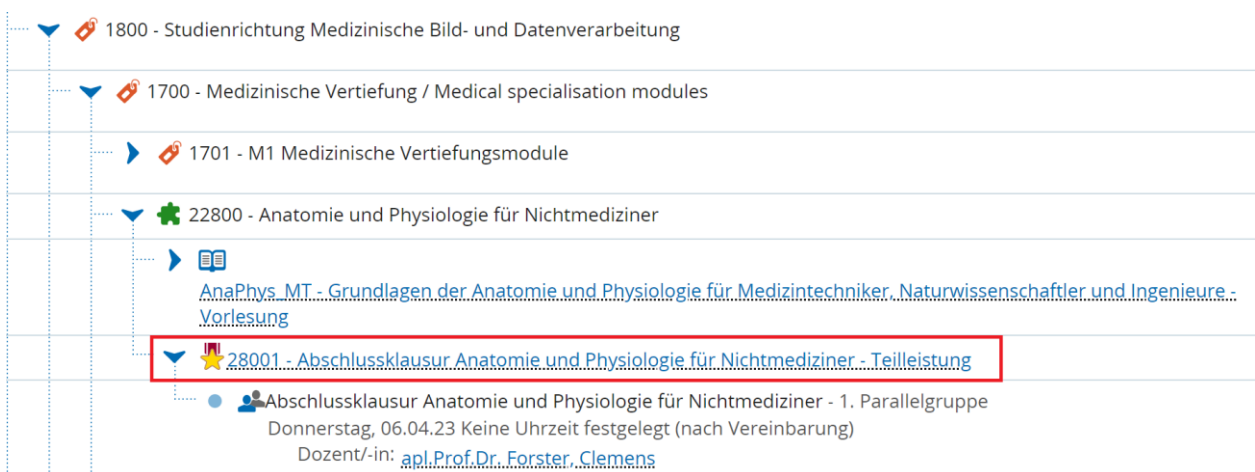 1800 - Studienrichtung Medizinische Bild- und Datenverarbeitung
1700 - Medizinische Vertiefung / Medical specialisation modules
1701 - M1 Medizinische Vertiefungsmodule
22800 - Anatomie und Physiologie für Nichtmediziner
AnaPhys_MT - Grundlagen der Anatomie und Physiologie für Medizintechniker, Naturwissenschaftler und Ingenieure -
Vorlesung
28001 - Abschlussklausur Anatomie und Physiologie für Nichtmediziner - Teilleistung
Abschlussklausur Anatomie und Physiologie für Nichtmediziner - 1. Parallelgruppe
Donnerstag, 06.04.23 Keine Uhrzeit festgelegt (nach Vereinbarung)
Dozent/-in: apl.Prof.Dr. Forster, Clemens